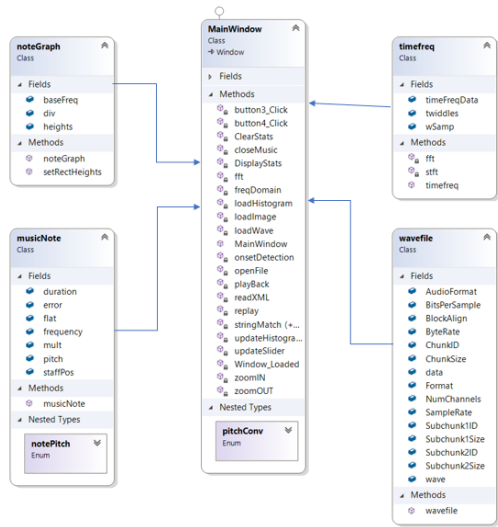 noteGraph
Class
Fields
baseFreq
div
heights
Methods
noteGraph
setRectHeights
musicNote
Class
Fields
duration
error
flat
frequency
mult
pitch
staffPos
Methods
musicNote
Nested Types
notePitch
Enum
MainWindow
Class
Window
Fields
Methods
button3_Click
button4_Click
ClearStats
closeMusic
DisplayStats
fft
freqDomain
loadHistogram
loadImage
loadWave
MainWindow
onsetDetection
openFile
playBack
readXML
replay
stringMatch (+...
updateHistogra...
updateSlider
Window_Loaded
zoomIN
zoomOUT
Nested Types
pitchConv
Enum
timefreq
Class
Fields
timeFreqData
twiddles
wSamp
Methods
fft
stft
timefreq
wavefile
Class
Fields
AudioFormat
BitsPerSample
BlockAlign
ByteRate
ChunkID
ChunkSize
data
Format
NumChannels
SampleRate
Subchunk1ID
Subchunk1Size
Subchunk2ID
Subchunk2Size
wave
Methods
wavefile